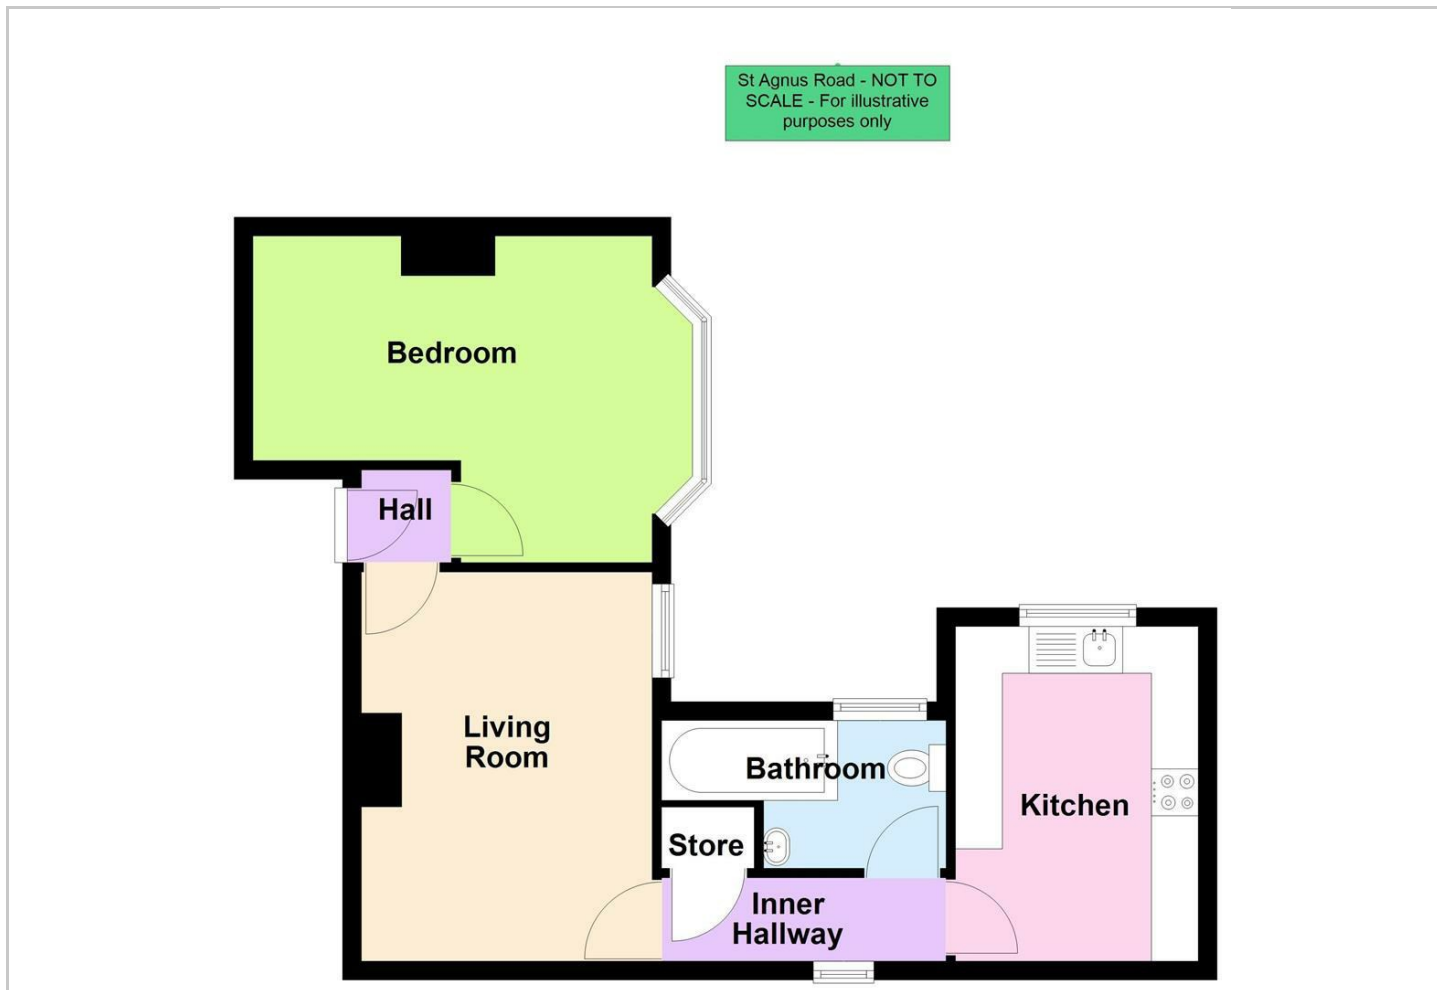 St Agnus Road - NOT TO
SCALE - For illustrative
purposes only
Bedroom
Hall
Living
Room
Bathroom
Kitchen
Store
Inner
Hallway